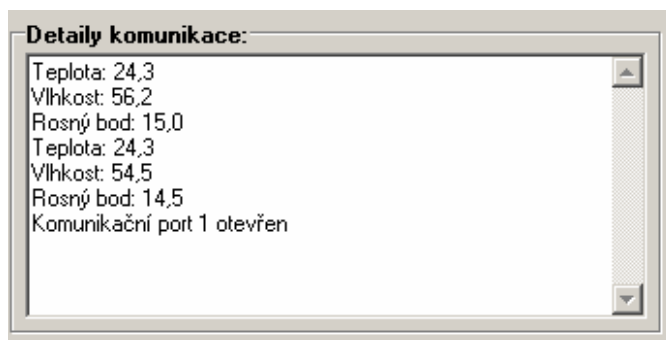 Detaily komunikace:
Teplota: 24,3
Vlhkost: 56,2
Rosný bod: 15,0
Teplota: 24,3
Vlhkost: 54,5
Rosný bod: 14,5
Komunikační port 1 otevřen